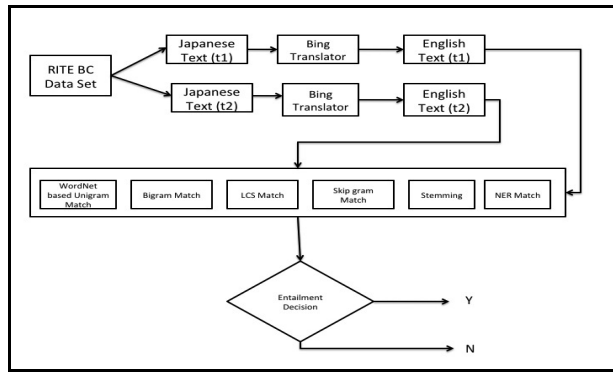 RITE BC
Data Set
Japanese
Text (t1)
Bing
Translator
English
Text (t1)
Japanese
Text (t2)
Bing
Translator
English
Text (t2)
WordNet
based Unigram
Match
Bigram Match
LCS Match
Skip gram
Match
Stemming
NER Match
Entailment
Decision
Y
N